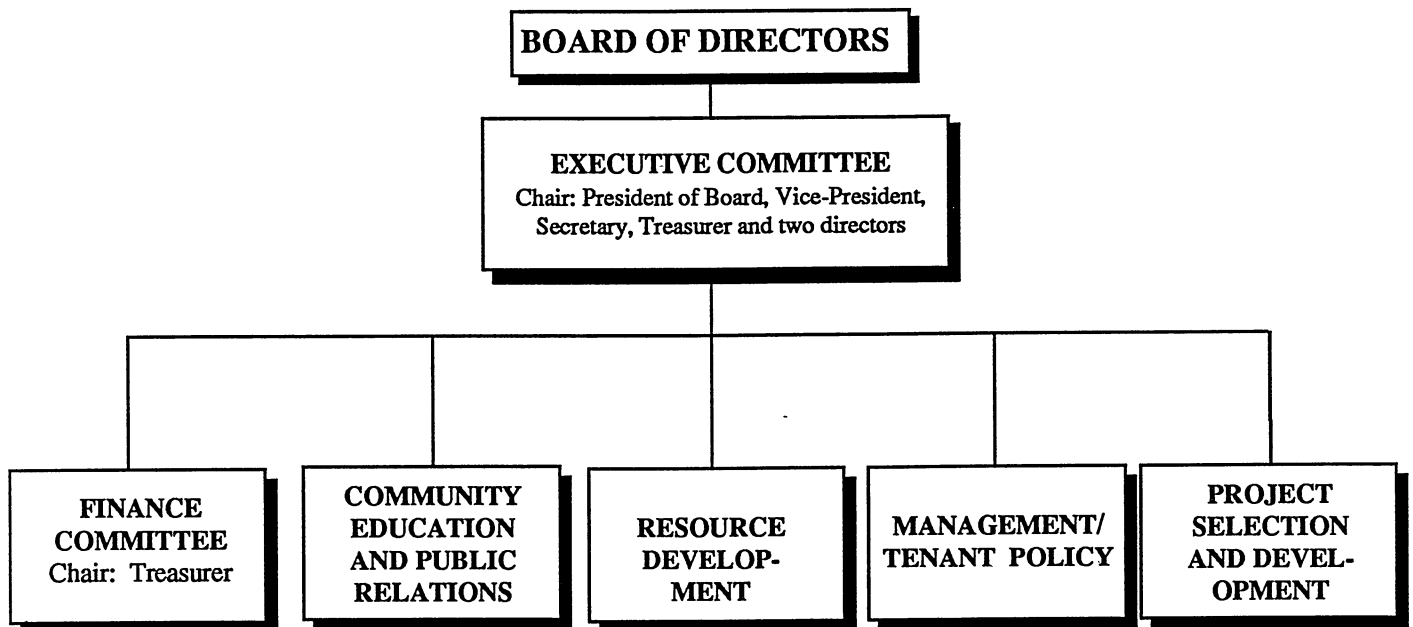 BOARD OF DIRECTORS
EXECUTIVE COMMITTEE
Chair: President of Board, Vice-President,
Secretary, Treasurer and two directors
FINANCE
COMMITTEE
Chair: Treasurer
COMMUNITY
EDUCATION
AND PUBLIC
RELATIONS
RESOURCE
DEVELOP-
MENT
MANAGEMENT/
TENANT POLICY
PROJECT
SELECTION
AND DEVEL-
OPMENT